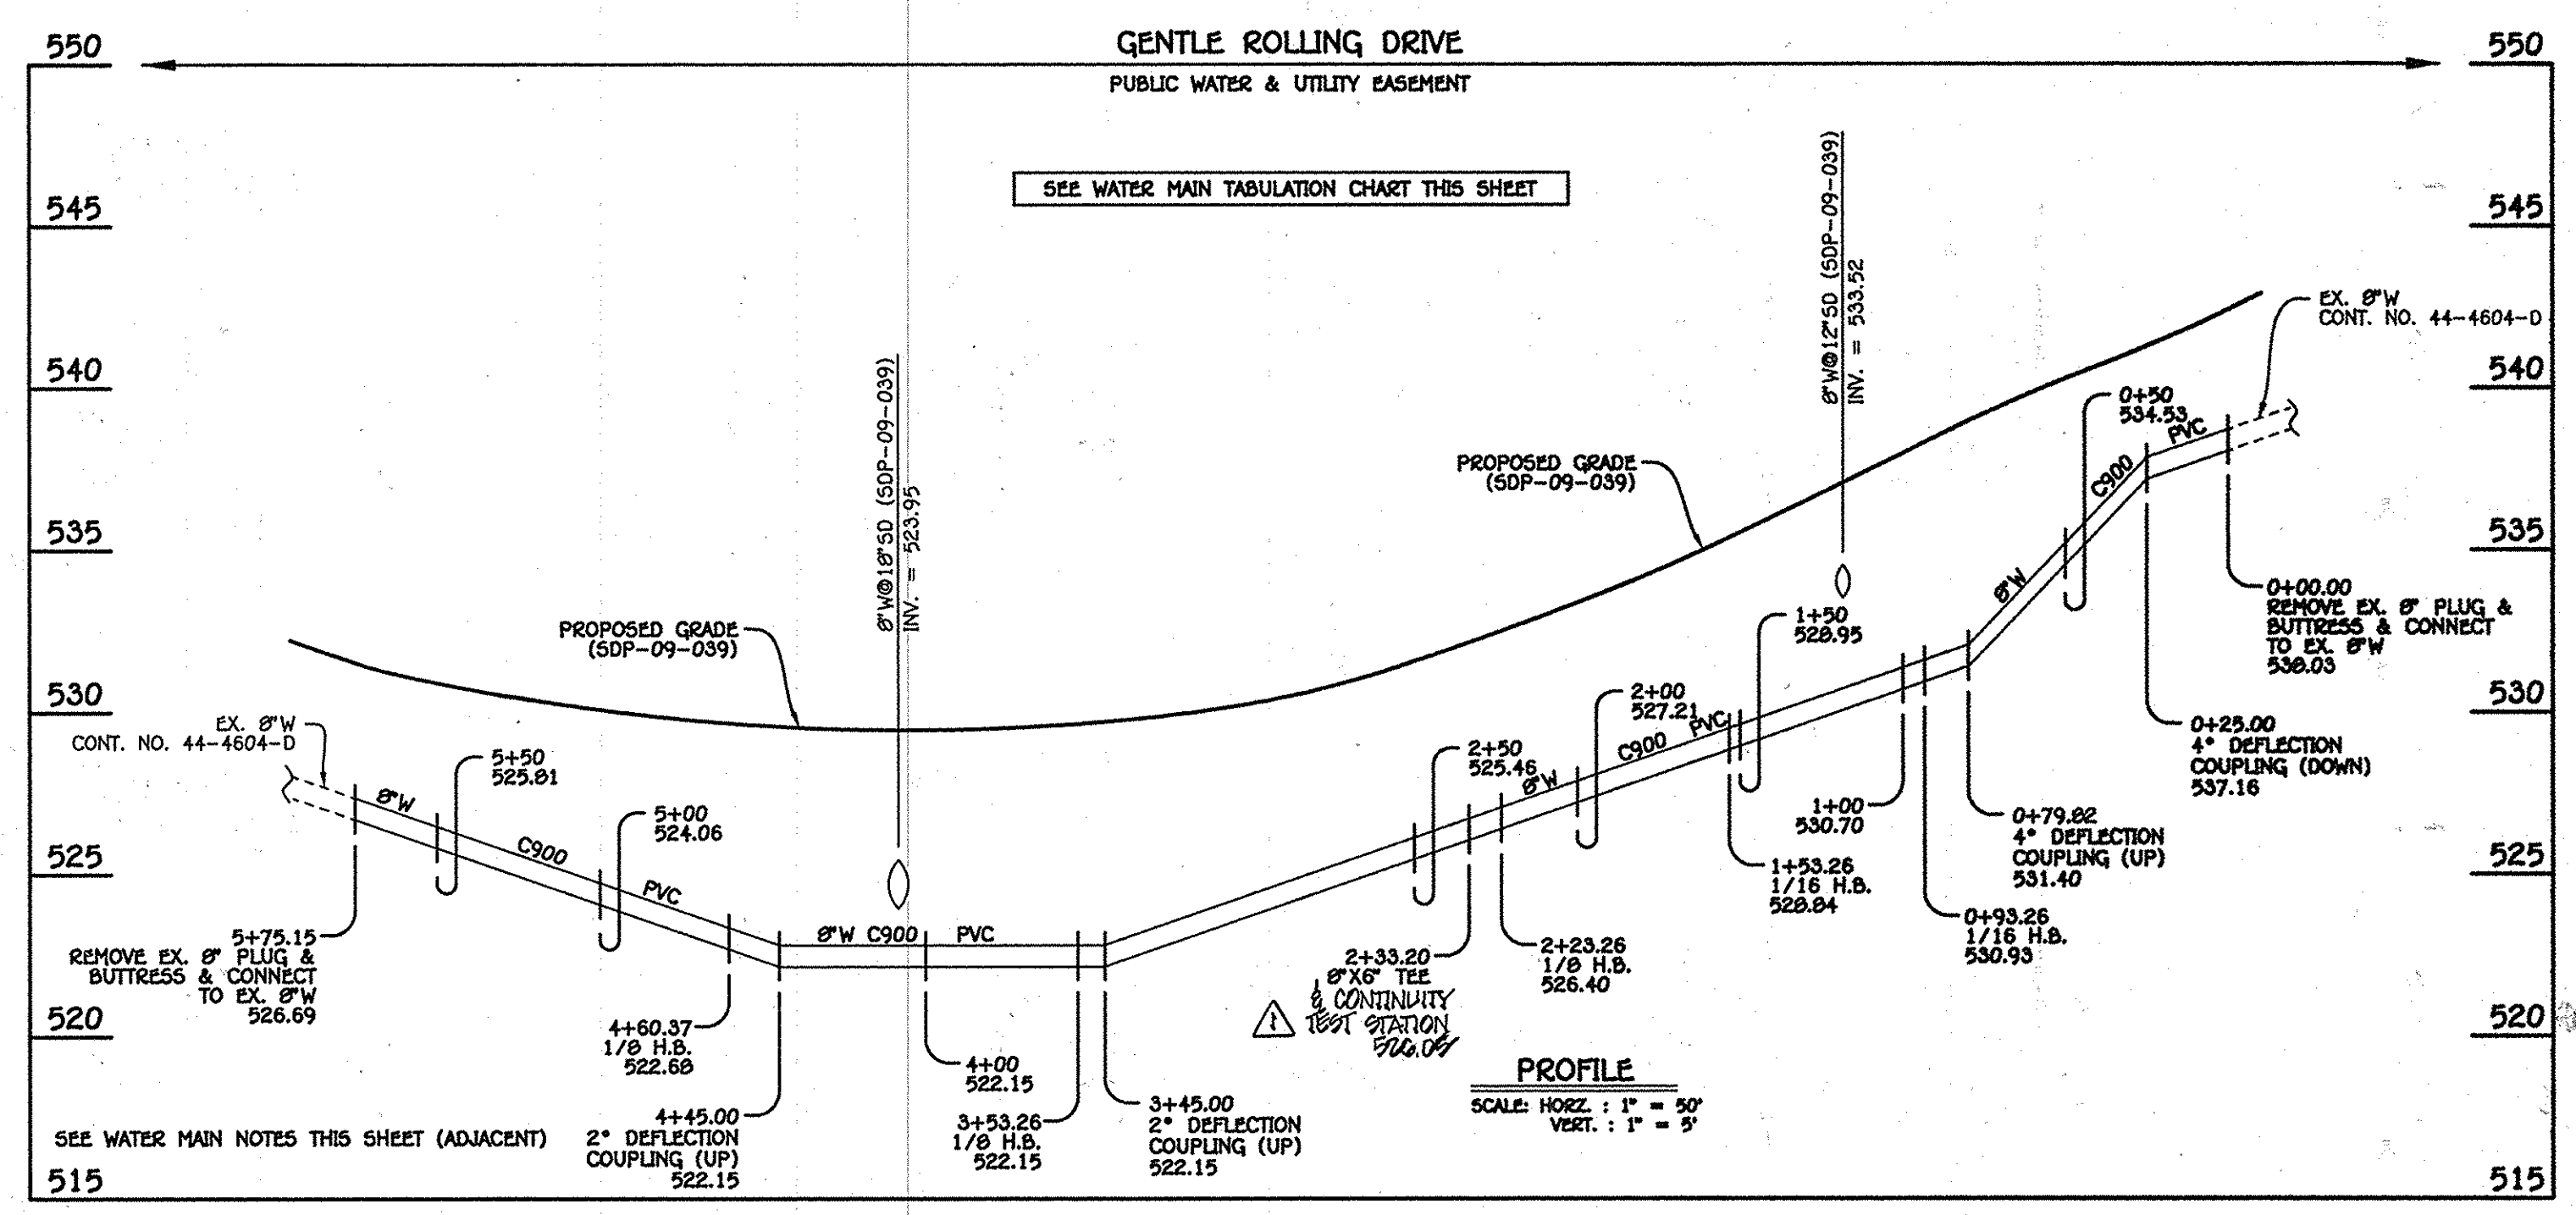 GENTLE ROLLING DRIVE
PUBLIC WATER & UTILITY EASEMENT
SEE WATER MAIN TABULATION CHART THIS SHEET
550
545
540
535
530
525
520
515
550
545
540
535
530
525
520
515
8"W@18"SD (SDP-09-039)
INV. = 523.95
8"W@12"SD (SDP-09-039)
INV. = 533.52
PROPOSED GRADE
(SDP-09-039)
PROPOSED GRADE
(SDP-09-039)
EX. 8"W
CONT. NO. 44-4604-D
EX. 8"W
CONT. NO. 44-4604-D
8"W
C900
PVC
8"W C900
PVC
8"W
C900
PVC
8"W
C900
PVC
5+75.15
REMOVE EX. 8" PLUG &
BUTTRESS & CONNECT
TO EX. 8"W
526.69
5+50
525.81
5+00
524.06
4+60.37
1/8 H.B.
522.68
4+45.00
2° DEFLECTION
COUPLING (UP)
522.15
4+00
522.15
3+53.26
1/8 H.B.
522.15
3+45.00
2° DEFLECTION
COUPLING (UP)
522.15
2+50
525.46
2+33.20
8"X6" TEE
& CONTINUITY
TEST STATION
526.05
1
2+23.26
1/8 H.B.
526.40
2+00
527.21
1+53.26
1/16 H.B.
528.84
1+50
528.95
1+00
530.70
0+93.26
1/16 H.B.
530.93
0+79.82
4° DEFLECTION
COUPLING (UP)
531.40
0+50
534.53
0+25.00
4° DEFLECTION
COUPLING (DOWN)
537.16
0+00.00
REMOVE EX. 8" PLUG &
BUTTRESS & CONNECT
TO EX. 8"W
538.03
SEE WATER MAIN NOTES THIS SHEET (ADJACENT)
PROFILE
SCALE: HORZ. : 1" = 50'
VERT. : 1" = 5'